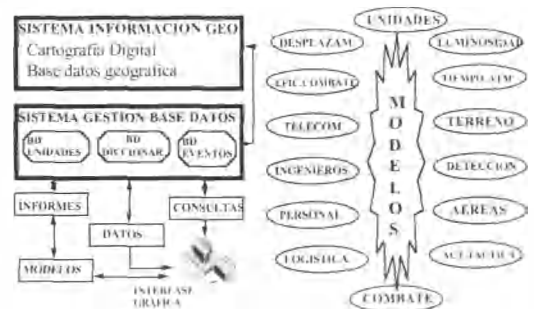 SISTEMA INFORMACION GEO
Cartografia Digital
Base datos geografica
SISTEMA GESTION BASE DATOS
BD
UNIDADES
BD
DICCIONAR
BD
EVENTOS
INFORMES
DATOS
CONSULTAS
MODELOS
INTERFASE
GRAFICA
UNIDADES
DESPLAZAM
EFIC.COMBATE
TELECOM
INGENIEROS
PERSONAL
LOGISTICA
MODELOS
LUMINOSIDAD
TIEMPO ATM
TERRENO
DETECCION
AEREAS
ACT.TACTICA
COMBATE